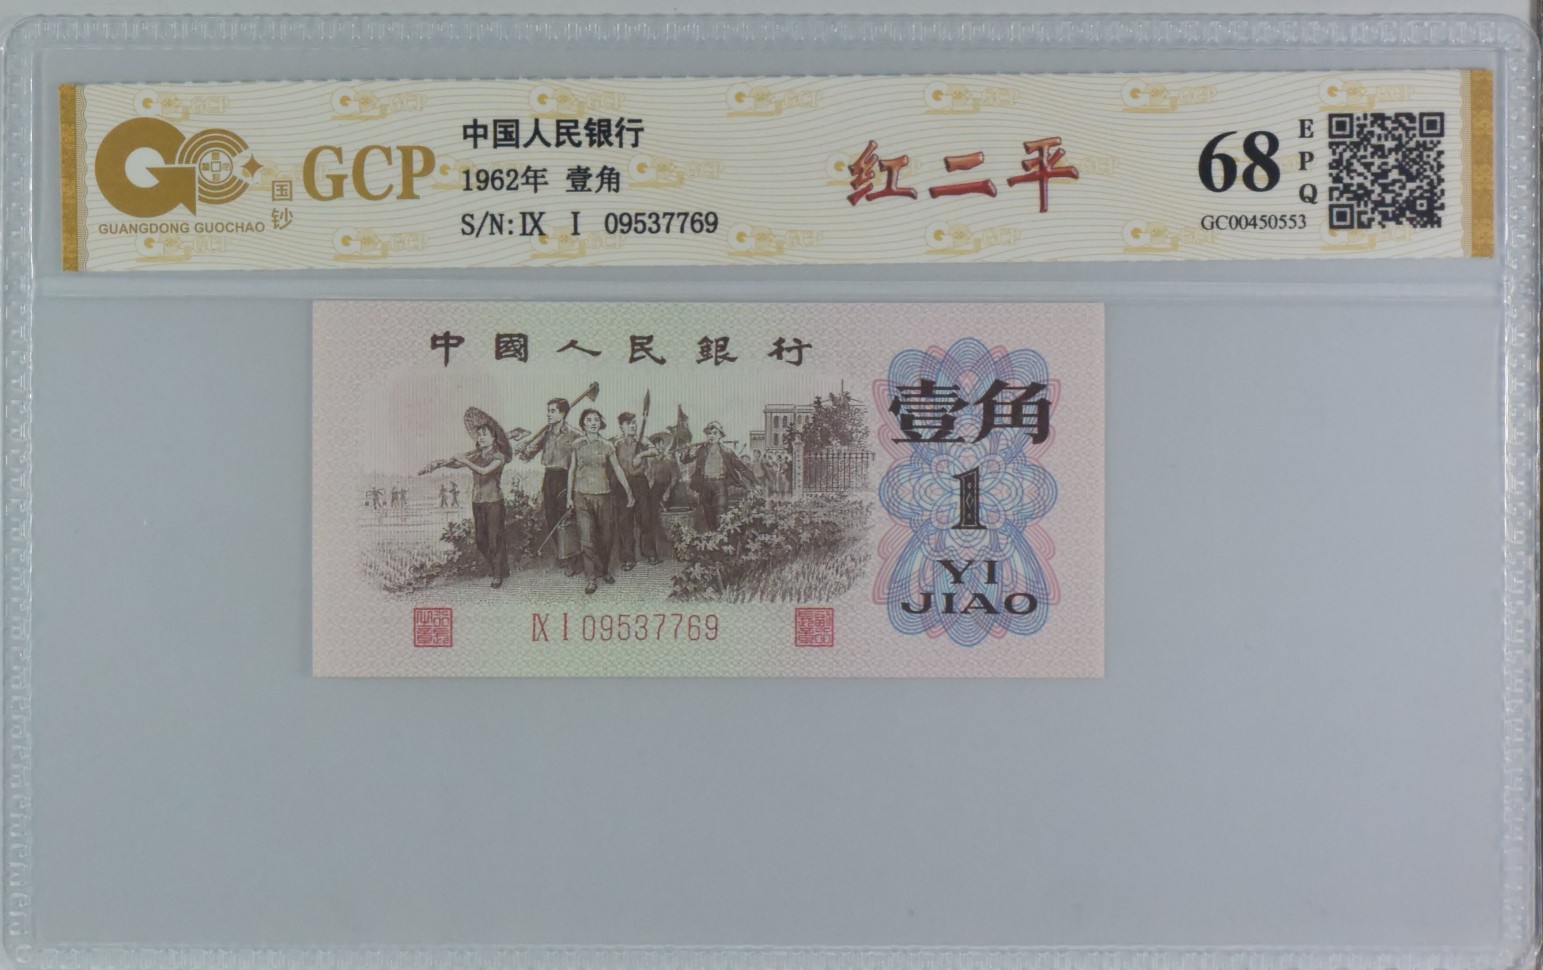 GCP
国钞
GUANGDONG GUOCHAO
中国人民银行
1962年 壹角
S/N:Ⅸ Ⅰ 09537769
红二平
68
EPQ
GC00450553
中國人民銀行
壹角
1
YI
JIAO
Ⅸ Ⅰ 09537769